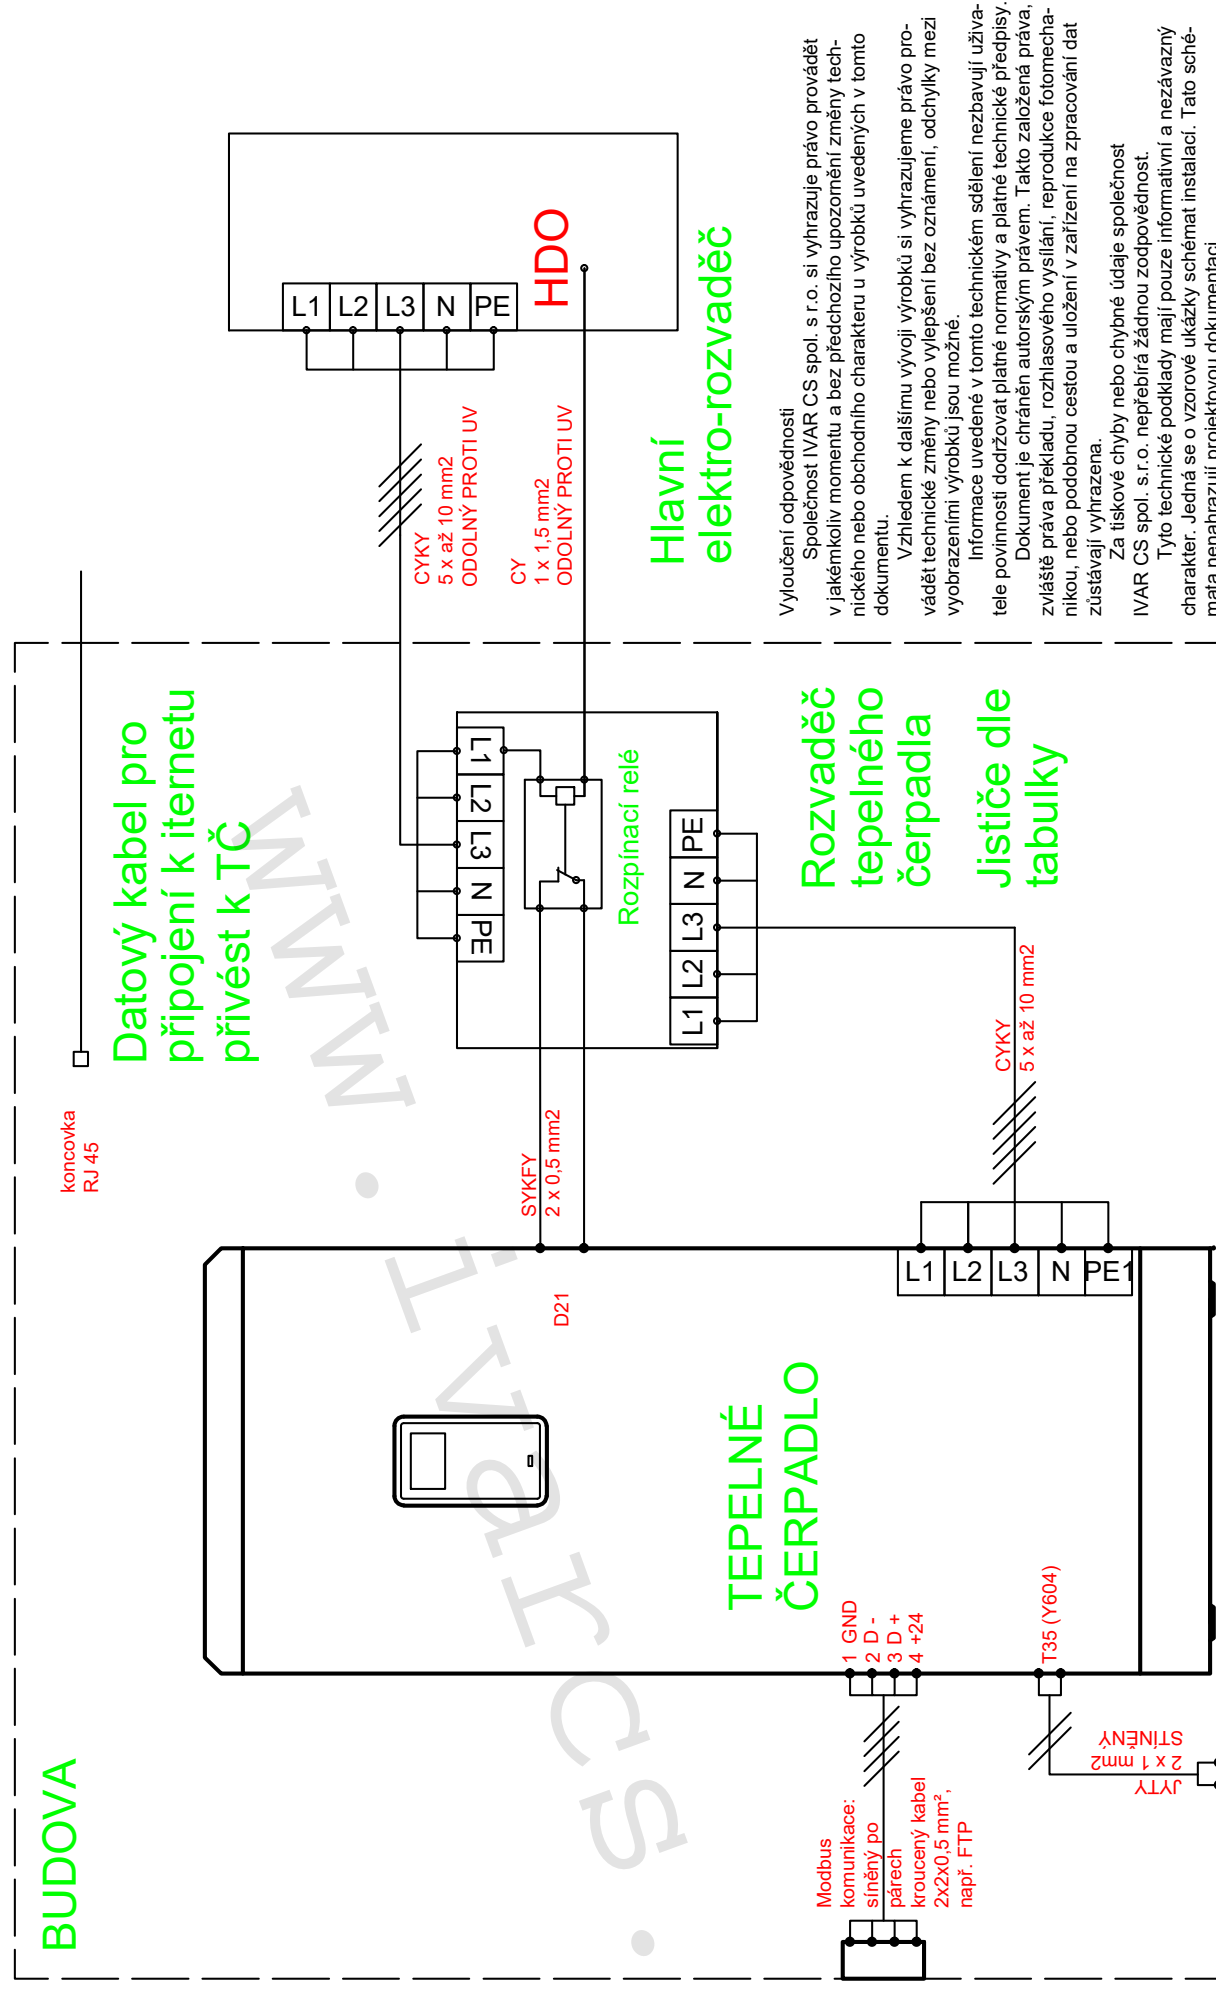 BUDOVA
koncovka
RJ 45
Datový kabel pro
připojení k iternetu
přivést k TČ
CYKY
5 x až 10 mm2
ODOLNÝ PROTI UV
CY
1 x 1,5 mm2
ODOLNÝ PROTI UV
L1
L2
L3
N
PE
HDO
Hlavní
elektro-rozvaděč
PE
N
L3
L2
L1
Rozpínací relé
L1
L2
L3
N
PE
Rozvaděč
tepelného
čerpadla
Jističe dle
tabulky
SYKFY
2 x 0,5 mm2
D21
CYKY
5 x až 10 mm2
L1
L2
L3
N
PE1
TEPELNÉ
ČERPADLO
1 GND
2 D -
3 D +
4 +24
T35 (Y604)
Modbus
komunikace:
síněný po
párech
kroucený kabel
2x2x0,5 mm²,
např. FTP
JYTY
2 x 1 mm2
STÍNĚNÝ
Vyloučení odpovědnosti
Společnost IVAR CS spol. s r.o. si vyhrazuje právo provádět
v jakémkoliv momentu a bez předchozího upozornění změny tech-
nického nebo obchodního charakteru u výrobků uvedených v tomto
dokumentu.
Vzhledem k dalšímu vývoji výrobků si vyhrazujeme právo pro-
vádět technické změny nebo vylepšení bez oznámení, odchylky mezi
vyobrazeními výrobků jsou možné.
Informace uvedené v tomto technickém sdělení nezbavují uživa-
tele povinnosti dodržovat platné normativy a platné technické předpisy.
Dokument je chráněn autorským právem. Takto založená práva,
zvláště práva překladu, rozhlasového vysílání, reprodukce fotomecha-
nikou, nebo podobnou cestou a uložení v zařízení na zpracování dat
zůstávají vyhrazena.
Za tiskové chyby nebo chybné údaje společnost
IVAR CS spol. s.r.o. nepřebírá žádnou zodpovědnost.
Tyto technické podklady mají pouze informativní a nezávazný
charakter. Jedná se o vzorové ukázky schémat instalací. Tato sché-
mata nenahrazují projektovou dokumentaci
www.ivarcs.